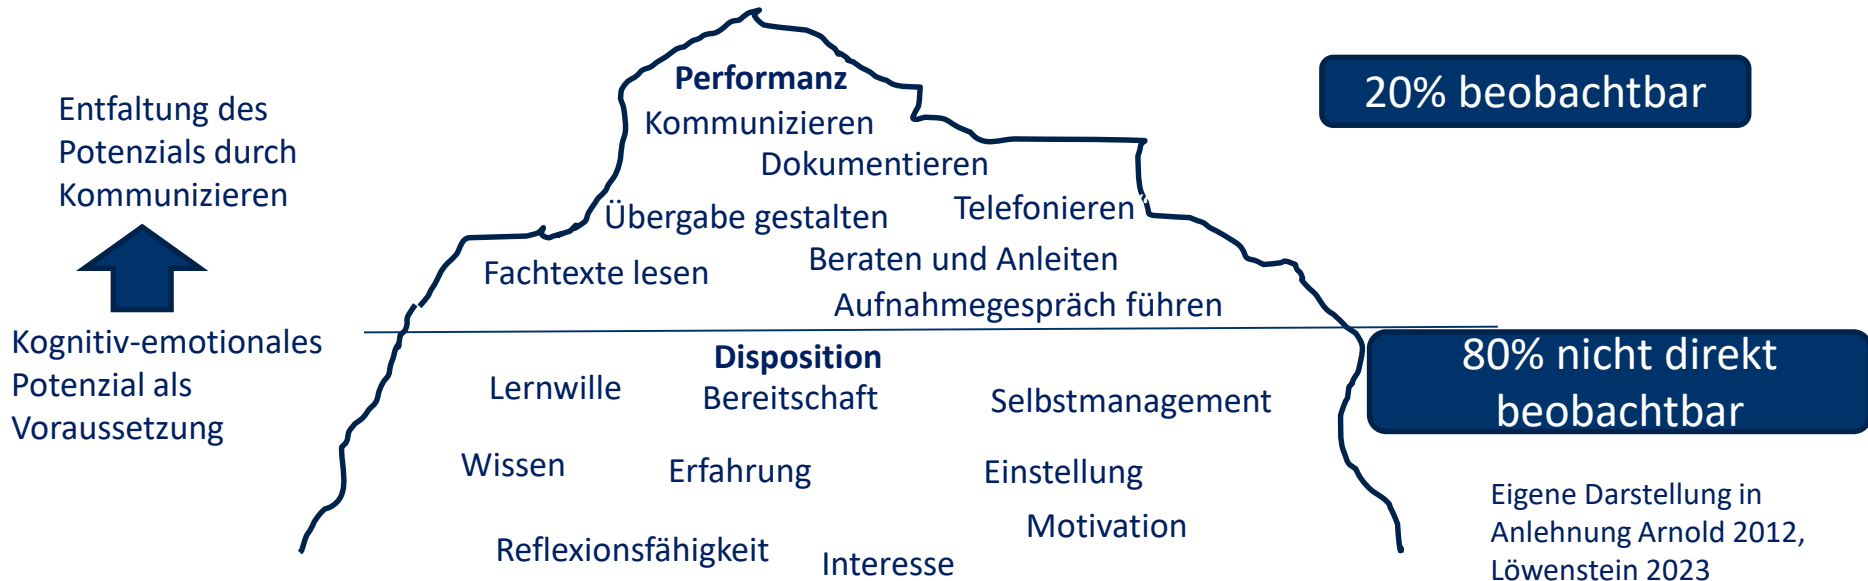 Performanz
20% beobachtbar
Entfaltung des
Potenzials durch
Kommunizieren
Kommunizieren
Dokumentieren
Übergabe gestalten
Telefonieren
Fachtexte lesen
Beraten und Anleiten
Aufnahmegespräch führen
Kognitiv-emotionales
Potenzial als
Voraussetzung
Disposition
80% nicht direkt
beobachtbar
Lernwille
Bereitschaft
Selbstmanagement
Wissen
Erfahrung
Einstellung
Motivation
Reflexionsfähigkeit
Interesse
Eigene Darstellung in
Anlehnung Arnold 2012,
Löwenstein 2023